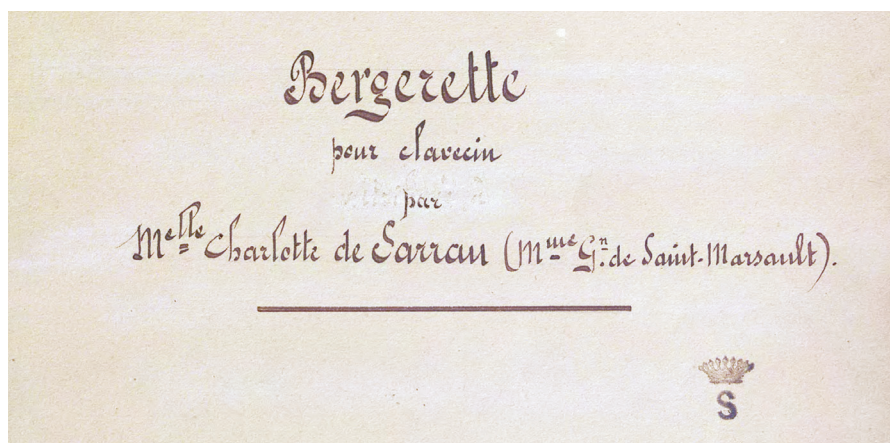 Bergerette
pour clavecin
par
Melle Charlotte de Sarrau (Mme Gn. de Saint-Marsault).
S